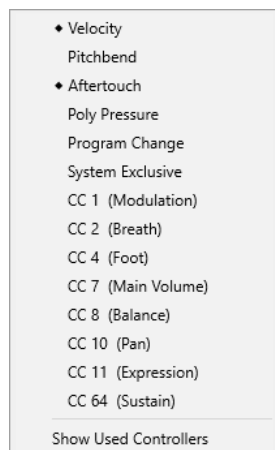 ◆ Velocity
Pitchbend
◆ Aftertouch
Poly Pressure
Program Change
System Exclusive
CC 1 (Modulation)
CC 2 (Breath)
CC 4 (Foot)
CC 7 (Main Volume)
CC 8 (Balance)
CC 10 (Pan)
CC 11 (Expression)
CC 64 (Sustain)
Show Used Controllers